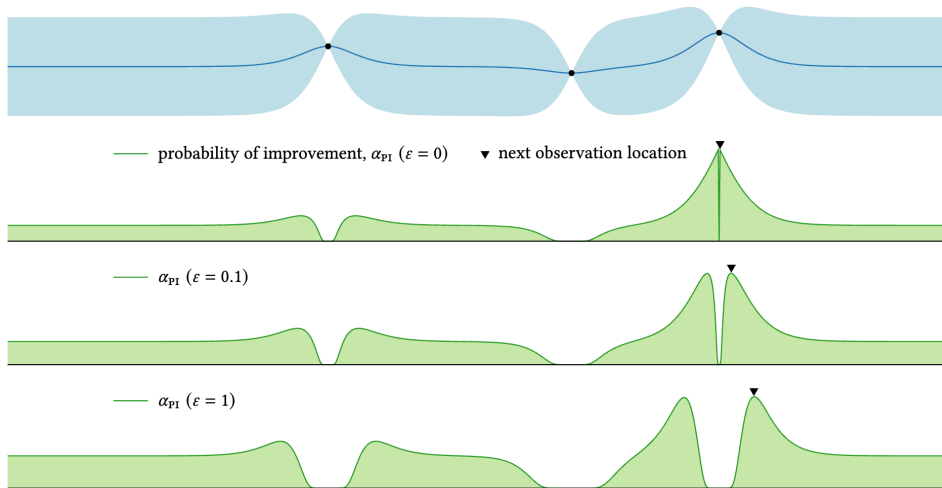 probability of improvement, αPI (ε = 0) next observation location
αPI (ε = 0.1)
αPI (ε = 1)